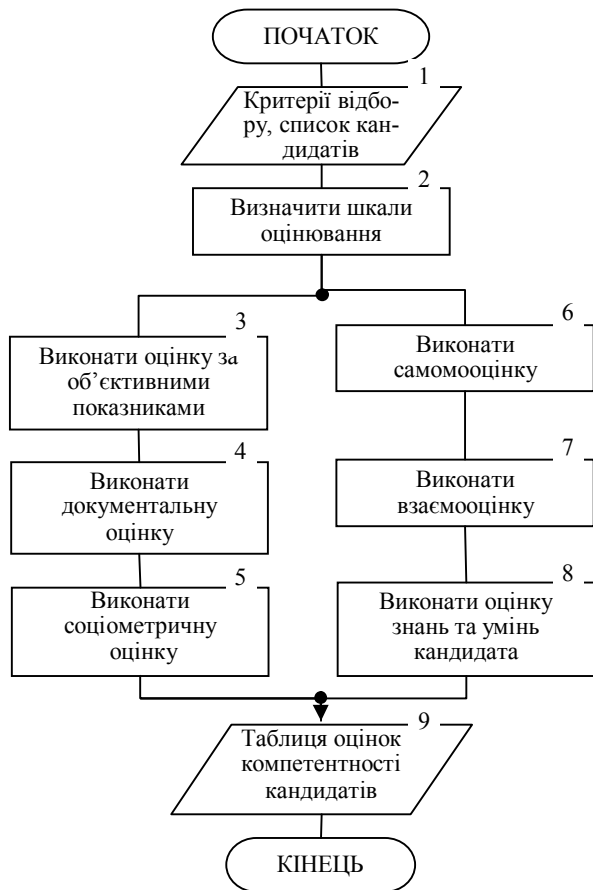 ПОЧАТОК
1
Критерії відбо-
ру, список кан-
дидатів
2
Визначити шкали
оцінювання
3
Виконати оцінку за
об’єктивними
показниками
4
Виконати
документальну
оцінку
5
Виконати
соціометричну
оцінку
6
Виконати
самомооцінку
7
Виконати
взаємооцінку
8
Виконати оцінку
знань та умінь
кандидата
9
Таблиця оцінок
компетентності
кандидатів
КІНЕЦЬ